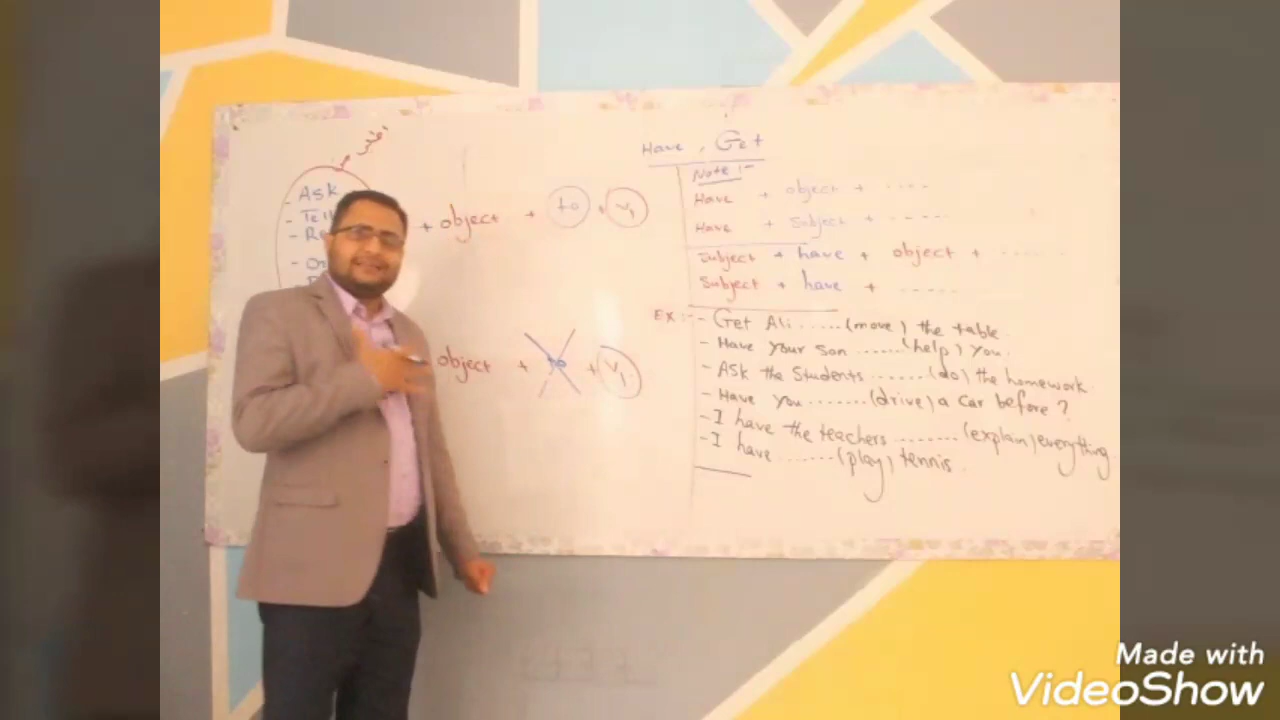 - Ask
- Tell
+ object + to + V1
object + to + V1
Have , Get
Note :-
Have + object + ....
Have + Subject + .....
Subject + have + object + ......
Subject + have + .....
Ex :- - Get Ali ..... (move) the table.
- Have your son ...... (help) you.
- Ask the Students ....... (do) the homework.
- Have you ....... (drive) a car before?
- I have the teachers ........ (explain) everything.
- I have ...... (play) tennis.
Made with
VideoShow